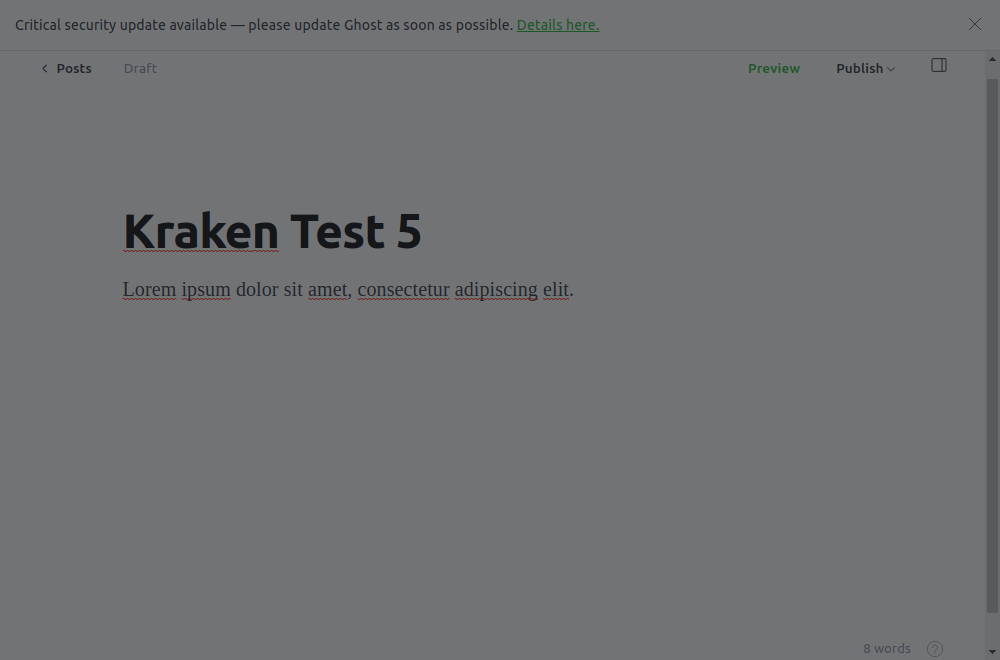 Critical security update available — please update Ghost as soon as possible. Details here.
Posts Draft Preview Publish
Kraken Test 5
Lorem ipsum dolor sit amet, consectetur adipiscing elit.
8 words ?